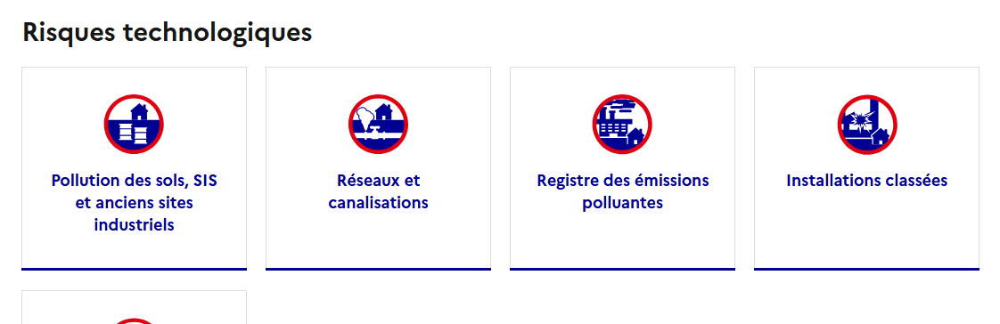 Risques technologiques
Pollution des sols, SIS
et anciens sites
industriels
Réseaux et
canalisations
Registre des émissions
polluantes
Installations classées